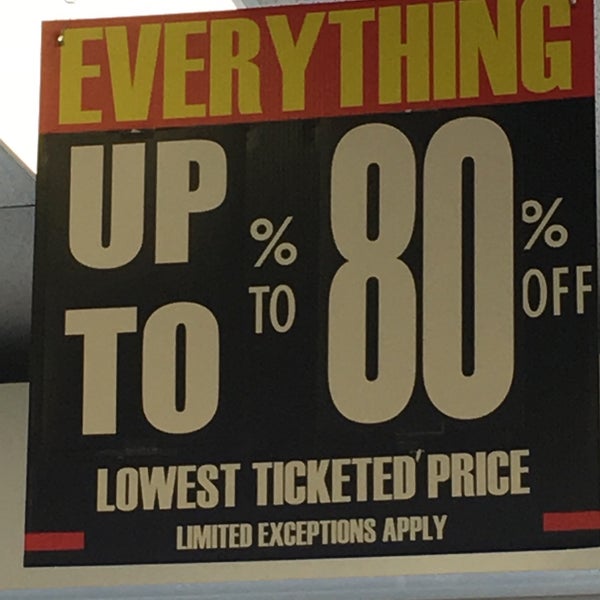 EVERYTHING
UP
TO
%
TO
80
%
OFF
LOWEST TICKETED PRICE
LIMITED EXCEPTIONS APPLY